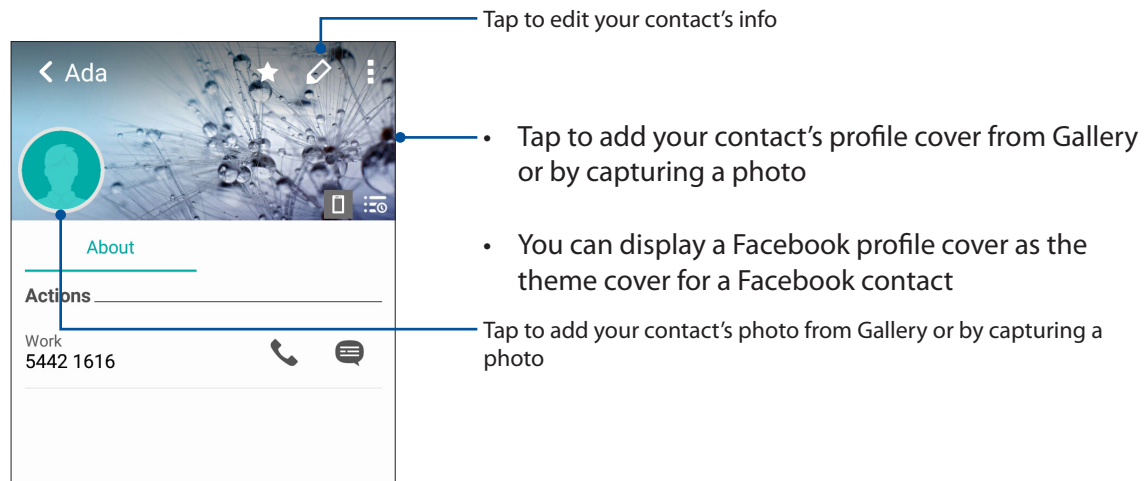 Tap to edit your contact’s info
Ada
• Tap to add your contact’s profile cover from Gallery
or by capturing a photo
• You can display a Facebook profile cover as the
theme cover for a Facebook contact
About
Actions
Tap to add your contact’s photo from Gallery or by capturing a
photo
Work
5442 1616